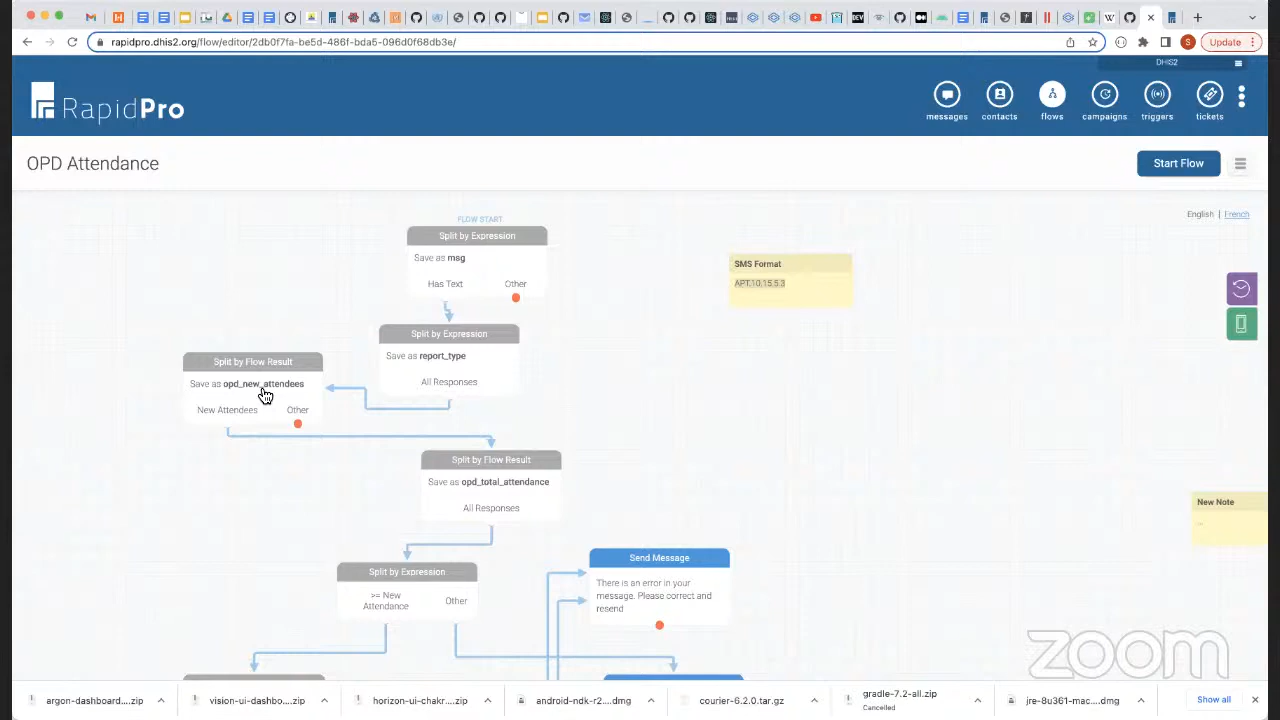 Update
rapidpro.dhis2.org/flow/editor/2db0f7fa-be5d-486f-bda5-096d0f68db3e/
DHIS2
RapidPro
messages
contacts
flows
campaigns
triggers
tickets
OPD Attendance
Start Flow
English | French
FLOW START
Split by Expression
Save as msg
Has Text
Other
SMS Format
APT,10,15,5,3
Split by Expression
Save as report_type
All Responses
Split by Flow Result
Save as opd_new_attendees
New Attendees
Other
Split by Flow Result
Save as opd_total_attendance
All Responses
New Note
...
Split by Expression
>= New
Attendance
Other
Send Message
There is an error in your
message. Please correct and
resend
zoom
argon-dashboard....zip
vision-ui-dashbo....zip
horizon-ui-chakr....zip
android-ndk-r2....dmg
courier-6.2.0.tar.gz
gradle-7.2-all.zip
Cancelled
jre-8u361-mac....dmg
Show all